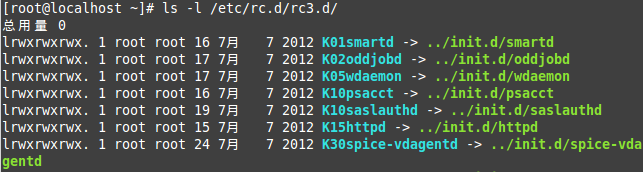 [root@localhost ~]# ls -l /etc/rc.d/rc3.d/
总用量 0
lrwxrwxrwx. 1 root root 16 7月   7 2012 K01smartd -> ../init.d/smartd
lrwxrwxrwx. 1 root root 17 7月   7 2012 K02oddjobd -> ../init.d/oddjobd
lrwxrwxrwx. 1 root root 17 7月   7 2012 K05wdaemon -> ../init.d/wdaemon
lrwxrwxrwx. 1 root root 16 7月   7 2012 K10psacct -> ../init.d/psacct
lrwxrwxrwx. 1 root root 19 7月   7 2012 K10saslauthd -> ../init.d/saslauthd
lrwxrwxrwx. 1 root root 15 7月   7 2012 K15httpd -> ../init.d/httpd
lrwxrwxrwx. 1 root root 24 7月   7 2012 K30spice-vdagentd -> ../init.d/spice-vda
gentd